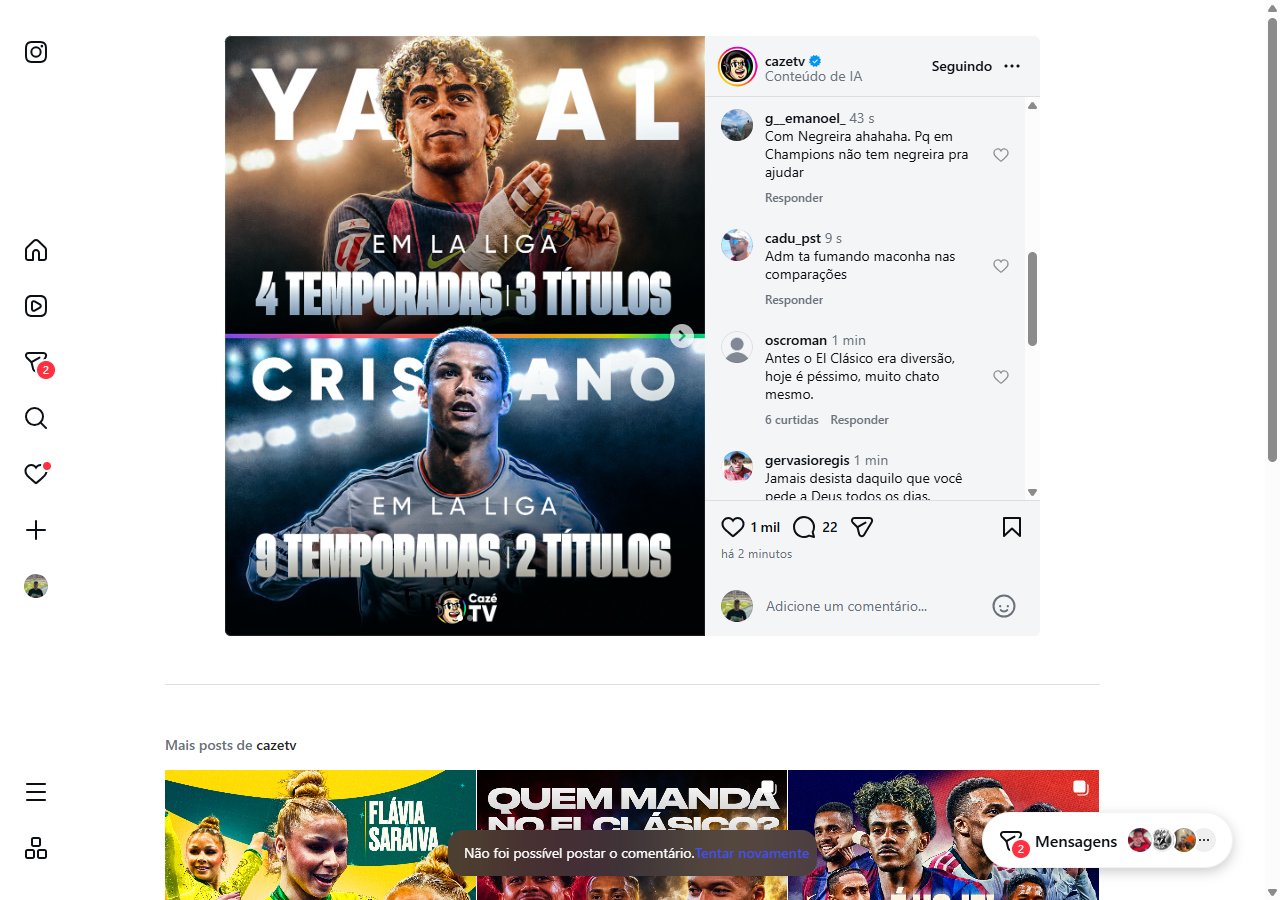 YA AL
EM LA LIGA
4 TEMPORADAS | 3 TÍTULOS
CRIS ANO
EM LA LIGA
9 TEMPORADAS | 2 TÍTULOS
Cazé
TV
cazetv
Conteúdo de IA
Seguindo
g__emanoel_ 43 s
Com Negreira ahahaha. Pq em
Champions não tem negreira pra
ajudar
Responder
cadu_pst 9 s
Adm ta fumando maconha nas
comparações
Responder
oscroman 1 min
Antes o El Clásico era diversão,
hoje é péssimo, muito chato
mesmo.
6 curtidas Responder
gervasioregis 1 min
Jamais desista daquilo que você
pede a Deus todos os dias.
1 mil 22
há 2 minutos
Adicione um comentário...
2
Mais posts de cazetv
FLÁVIA
SARAIVA
QUEM MANDA
NO EL CLÁSICO?
Não foi possível postar o comentário. Tentar novamente
2
Mensagens